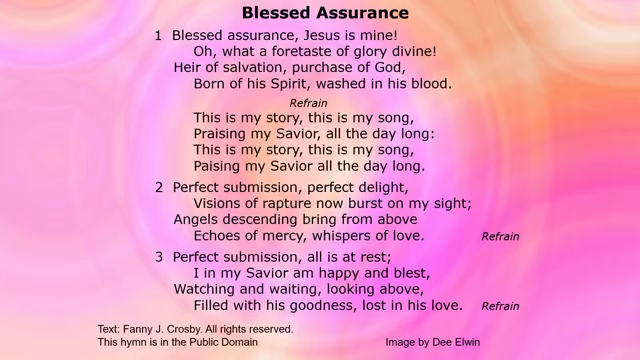 Blessed Assurance
1 Blessed assurance, Jesus is mine!
Oh, what a foretaste of glory divine!
Heir of salvation, purchase of God,
Born of his Spirit, washed in his blood.
Refrain
This is my story, this is my song,
Praising my Savior, all the day long:
This is my story, this is my song,
Paising my Savior all the day long.
2 Perfect submission, perfect delight,
Visions of rapture now burst on my sight;
Angels descending bring from above
Echoes of mercy, whispers of love. Refrain
3 Perfect submission, all is at rest;
I in my Savior am happy and blest,
Watching and waiting, looking above,
Filled with his goodness, lost in his love. Refrain
Text: Fanny J. Crosby. All rights reserved.
This hymn is in the Public Domain Image by Dee Elwin